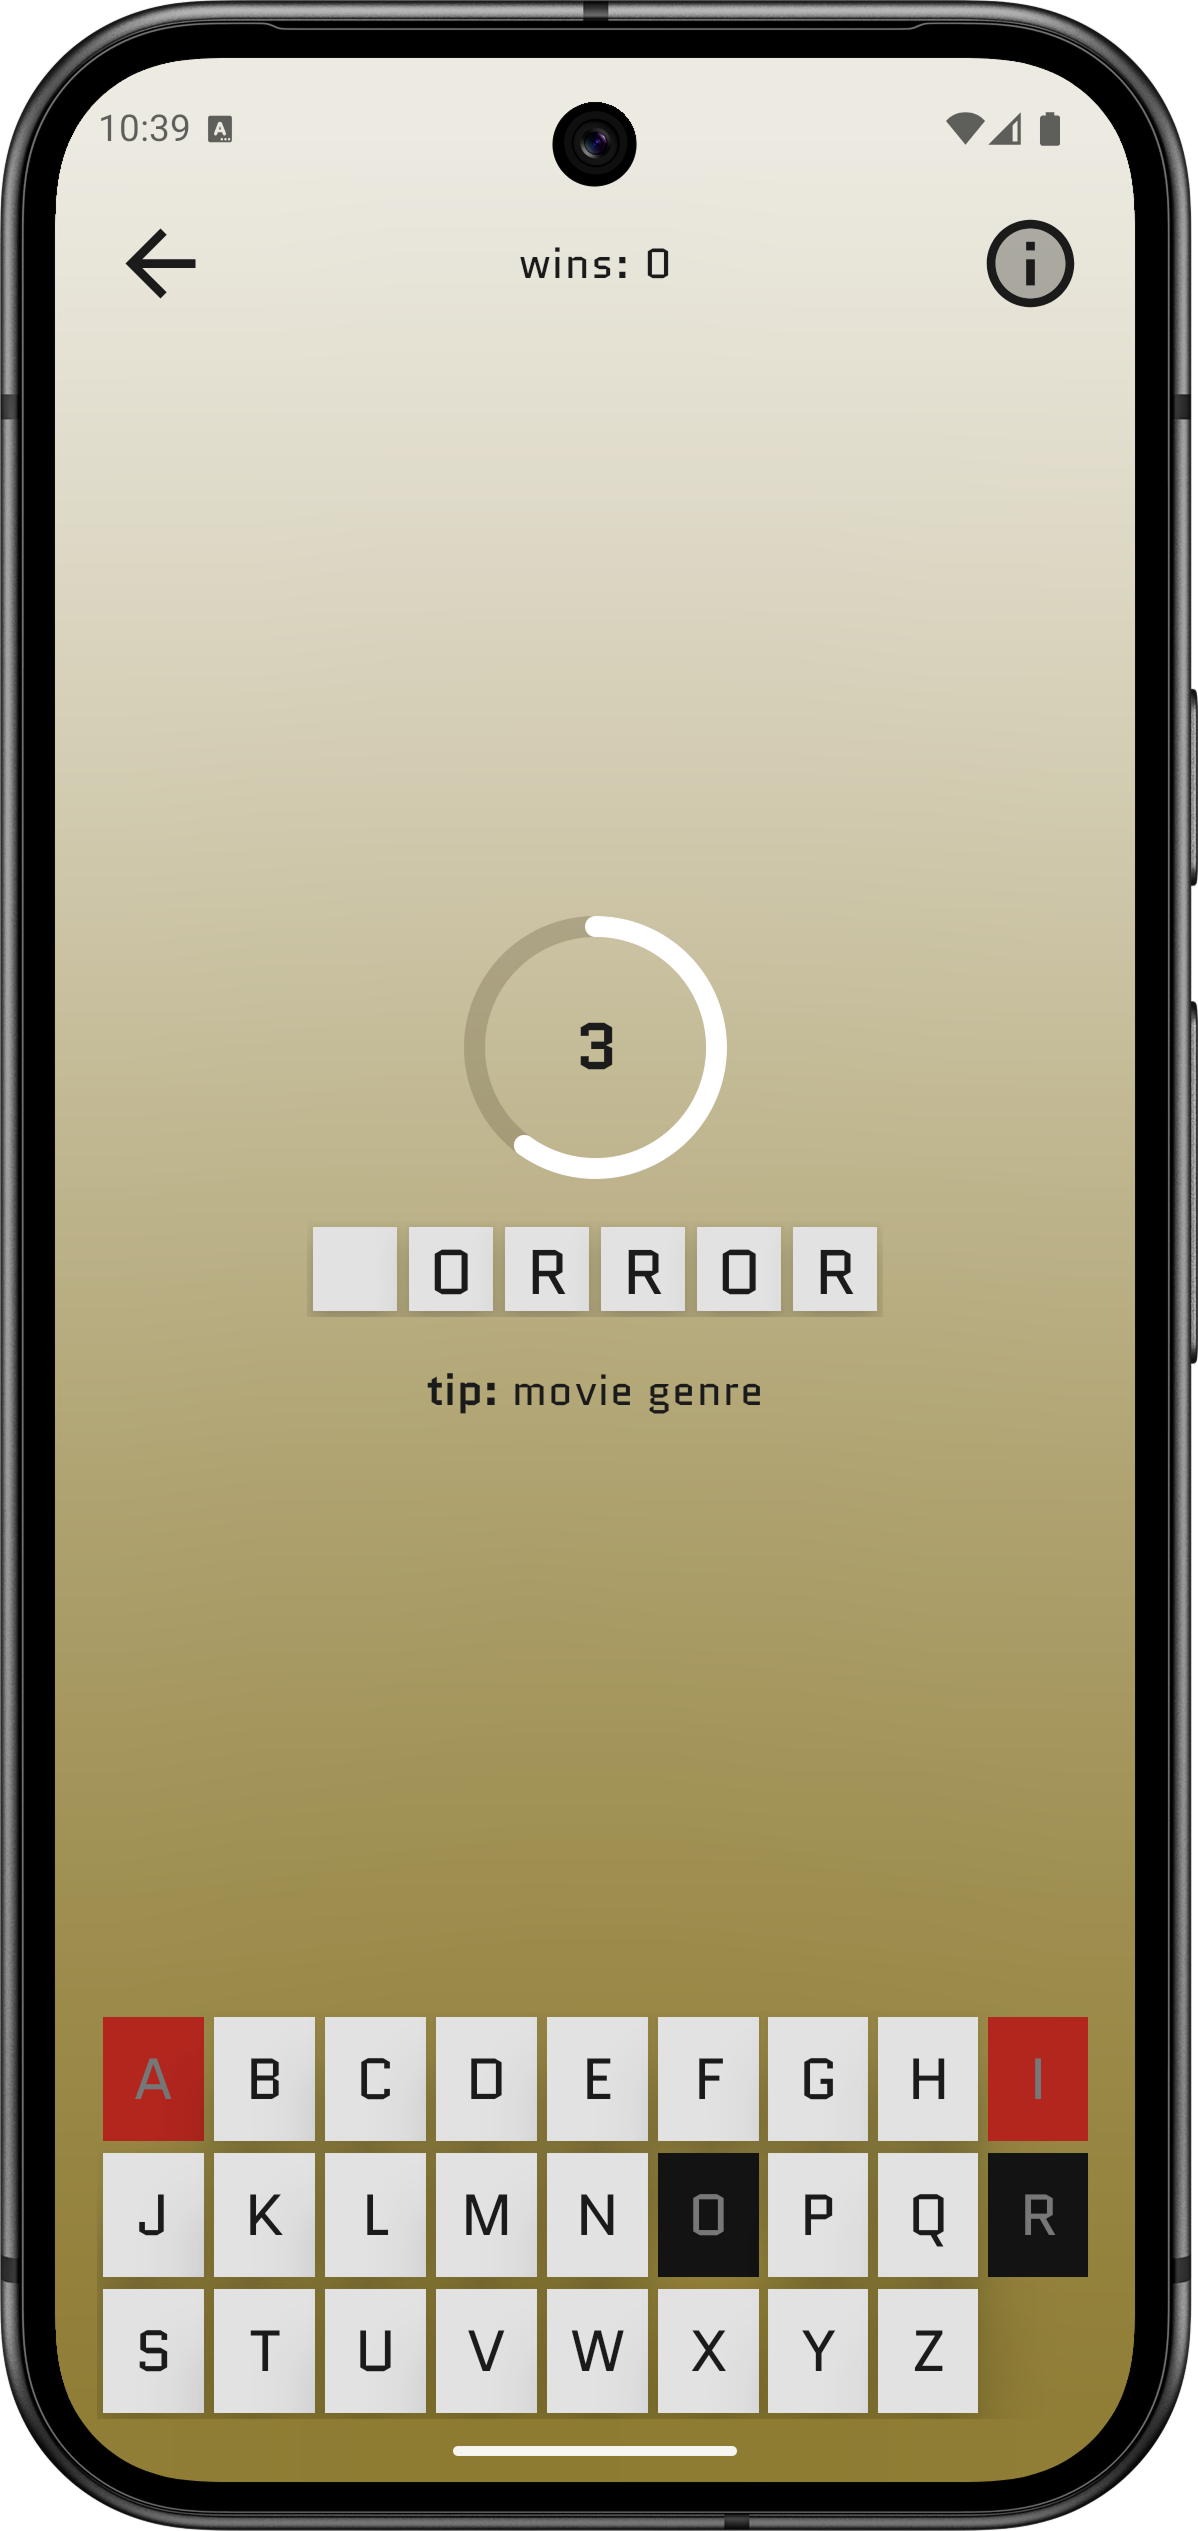 10:39 A
wins: 0
3
O R R O R
tip: movie genre
A B C D E F G H I
J K L M N O P Q R
S T U V W X Y Z